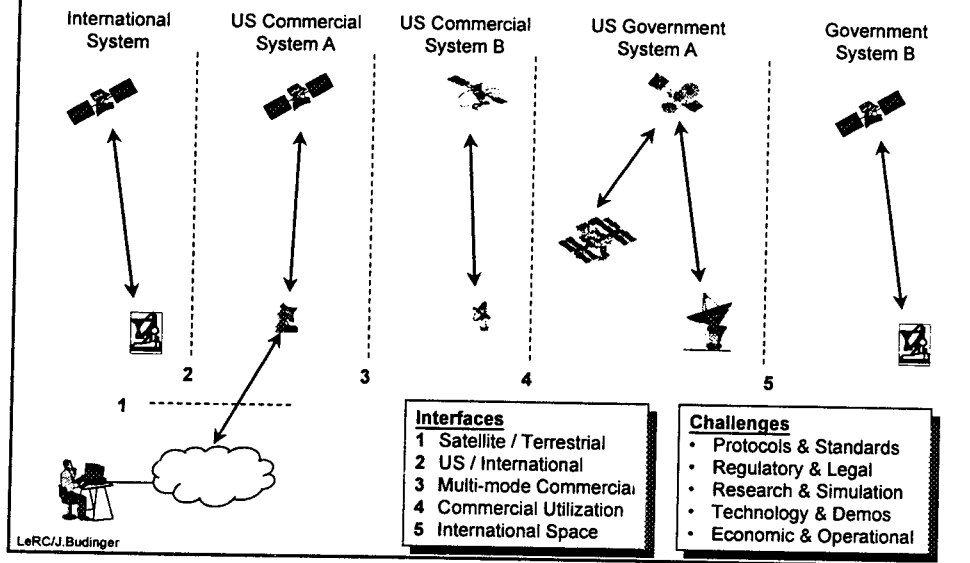 International
System
US Commercial
System A
US Commercial
System B
US Government
System A
Government
System B
2
3
4
5
1
Interfaces
1 Satellite / Terrestrial
2 US / International
3 Multi-mode Commercial
4 Commercial Utilization
5 International Space
Challenges
• Protocols & Standards
• Regulatory & Legal
• Research & Simulation
• Technology & Demos
• Economic & Operational
LeRC/J.Budinger